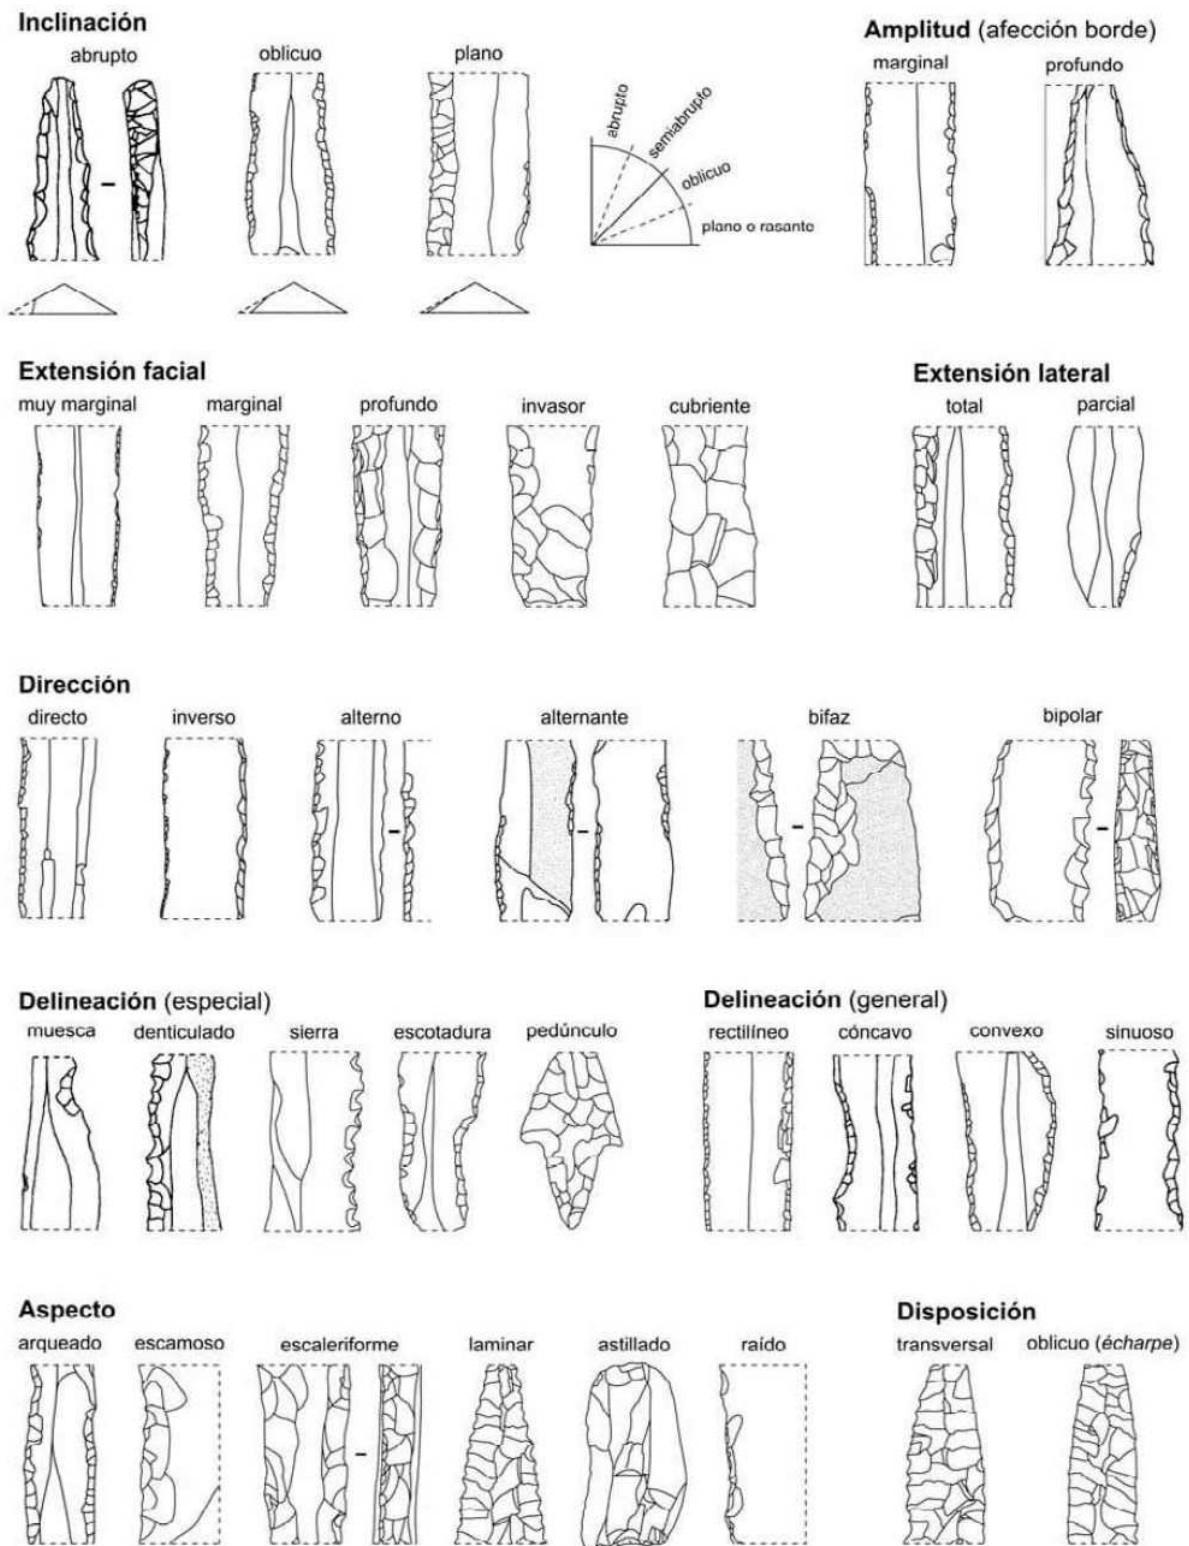 Inclinación
abrupto oblicuo plano
abrupto
semiabrupto
oblicuo
plano o rasante
Amplitud (afección borde)
marginal profundo
Extensión facial
muy marginal marginal profundo invasor cubriente
Extensión lateral
total parcial
Dirección
directo inverso alterno alternante bifaz bipolar
Delineación (especial)
muesca denticulado sierra escotadura pedúnculo
Delineación (general)
rectilíneo cóncavo convexo sinuoso
Aspecto
arqueado escamoso escaleriforme laminar astillado raído
Disposición
transversal oblicuo (écharpe)